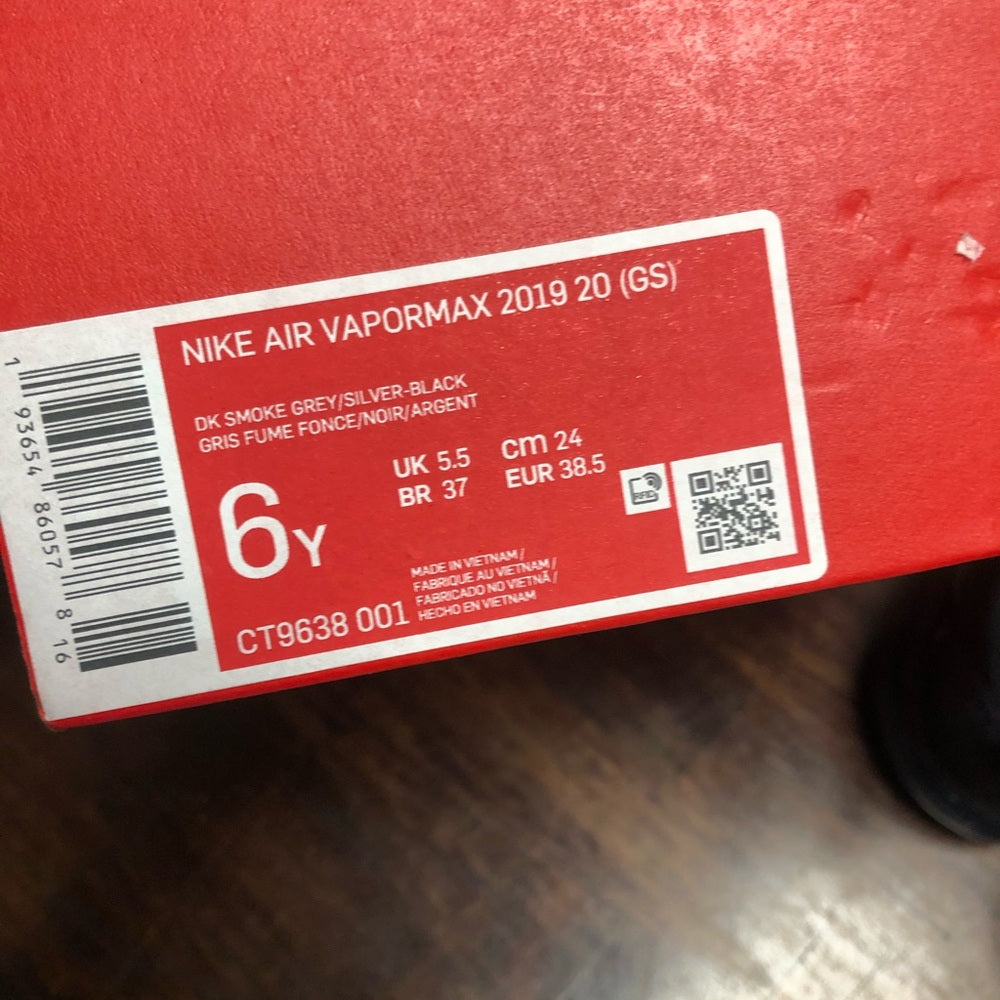 NIKE AIR VAPORMAX 2019 20 (GS)
DK SMOKE GREY/SILVER-BLACK
GRIS FUME FONCE/NOIR/ARGENT
6Y
UK 5.5 cm 24
BR 37 EUR 38.5
RFID
CT9638 001
MADE IN VIETNAM /
FABRIQUE AU VIETNAM /
FABRICADO NO VIETNÃ /
HECHO EN VIETNAM
1 93654 86057 8 16